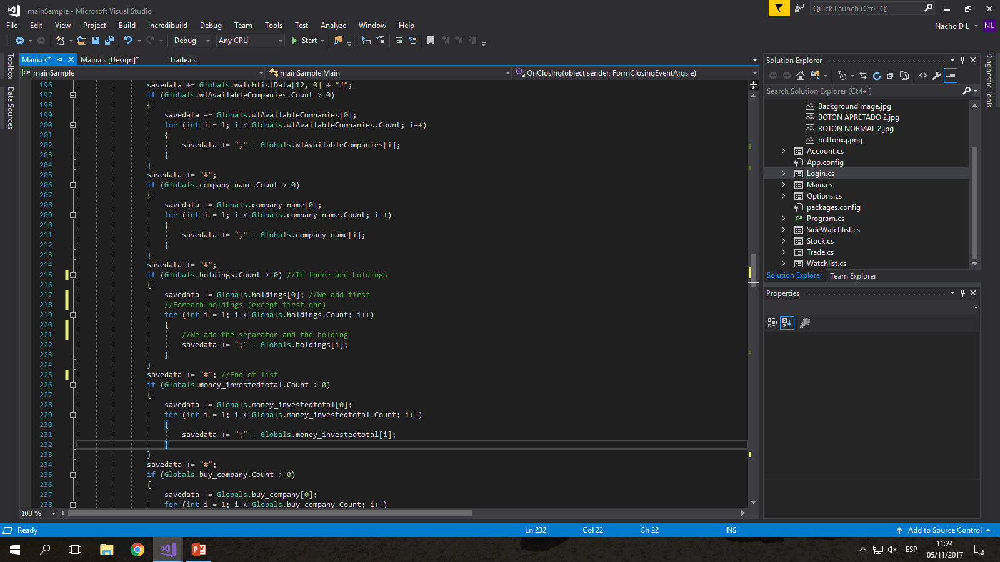 mainSample - Microsoft Visual Studio
Quick Launch (Ctrl+Q)
File Edit View Project Build Incredibuild Debug Team Tools Test Analyze Window Help
Nacho D L NL
Debug Any CPU Start
Toolbox
Data Sources
Main.cs* Main.cs [Design]* Trade.cs
C# mainSample mainSample.Main OnClosing(object sender, FormClosingEventArgs e)
196 savedata += Globals.watchlistData[12, 0] + "#";
197 if (Globals.wlAvailableCompanies.Count > 0)
198 {
199 savedata += Globals.wlAvailableCompanies[0];
200 for (int i = 1; i < Globals.wlAvailableCompanies.Count; i++)
201 {
202 savedata += ";" + Globals.wlAvailableCompanies[i];
203 }
204 }
205 savedata += "#";
206 if (Globals.company_name.Count > 0)
207 {
208 savedata += Globals.company_name[0];
209 for (int i = 1; i < Globals.company_name.Count; i++)
210 {
211 savedata += ";" + Globals.company_name[i];
212 }
213 }
214 savedata += "#";
215 if (Globals.holdings.Count > 0) //If there are holdings
216 {
217 savedata += Globals.holdings[0]; //We add first
218 //Foreach holdings (except first one)
219 for (int i = 1; i < Globals.holdings.Count; i++)
220 {
221 //We add the separator and the holding
222 savedata += ";" + Globals.holdings[i];
223 }
224 }
225 savedata += "#"; //End of list
226 if (Globals.money_investedtotal.Count > 0)
227 {
228 savedata += Globals.money_investedtotal[0];
229 for (int i = 1; i < Globals.money_investedtotal.Count; i++)
230 {
231 savedata += ";" + Globals.money_investedtotal[i];
232 }
233 }
234 savedata += "#";
235 if (Globals.buy_company.Count > 0)
236 {
237 savedata += Globals.buy_company[0];
238 for (int i = 1; i < Globals.buy_company.Count; i++)
100 %
Solution Explorer
Search Solution Explorer (Ctrl+´)
BackgroundImage.jpg
BOTON APRETADO 2.jpg
BOTON NORMAL 2.jpg
buttonx.j.png
Account.cs
App.config
Login.cs
Main.cs
Options.cs
packages.config
C# Program.cs
SideWatchlist.cs
Stock.cs
Trade.cs
Watchlist.cs
Solution Explorer Team Explorer
Properties
Diagnostic Tools
Ready Ln 232 Col 22 Ch 22 INS Add to Source Control
ESP
11:24
05/11/2017